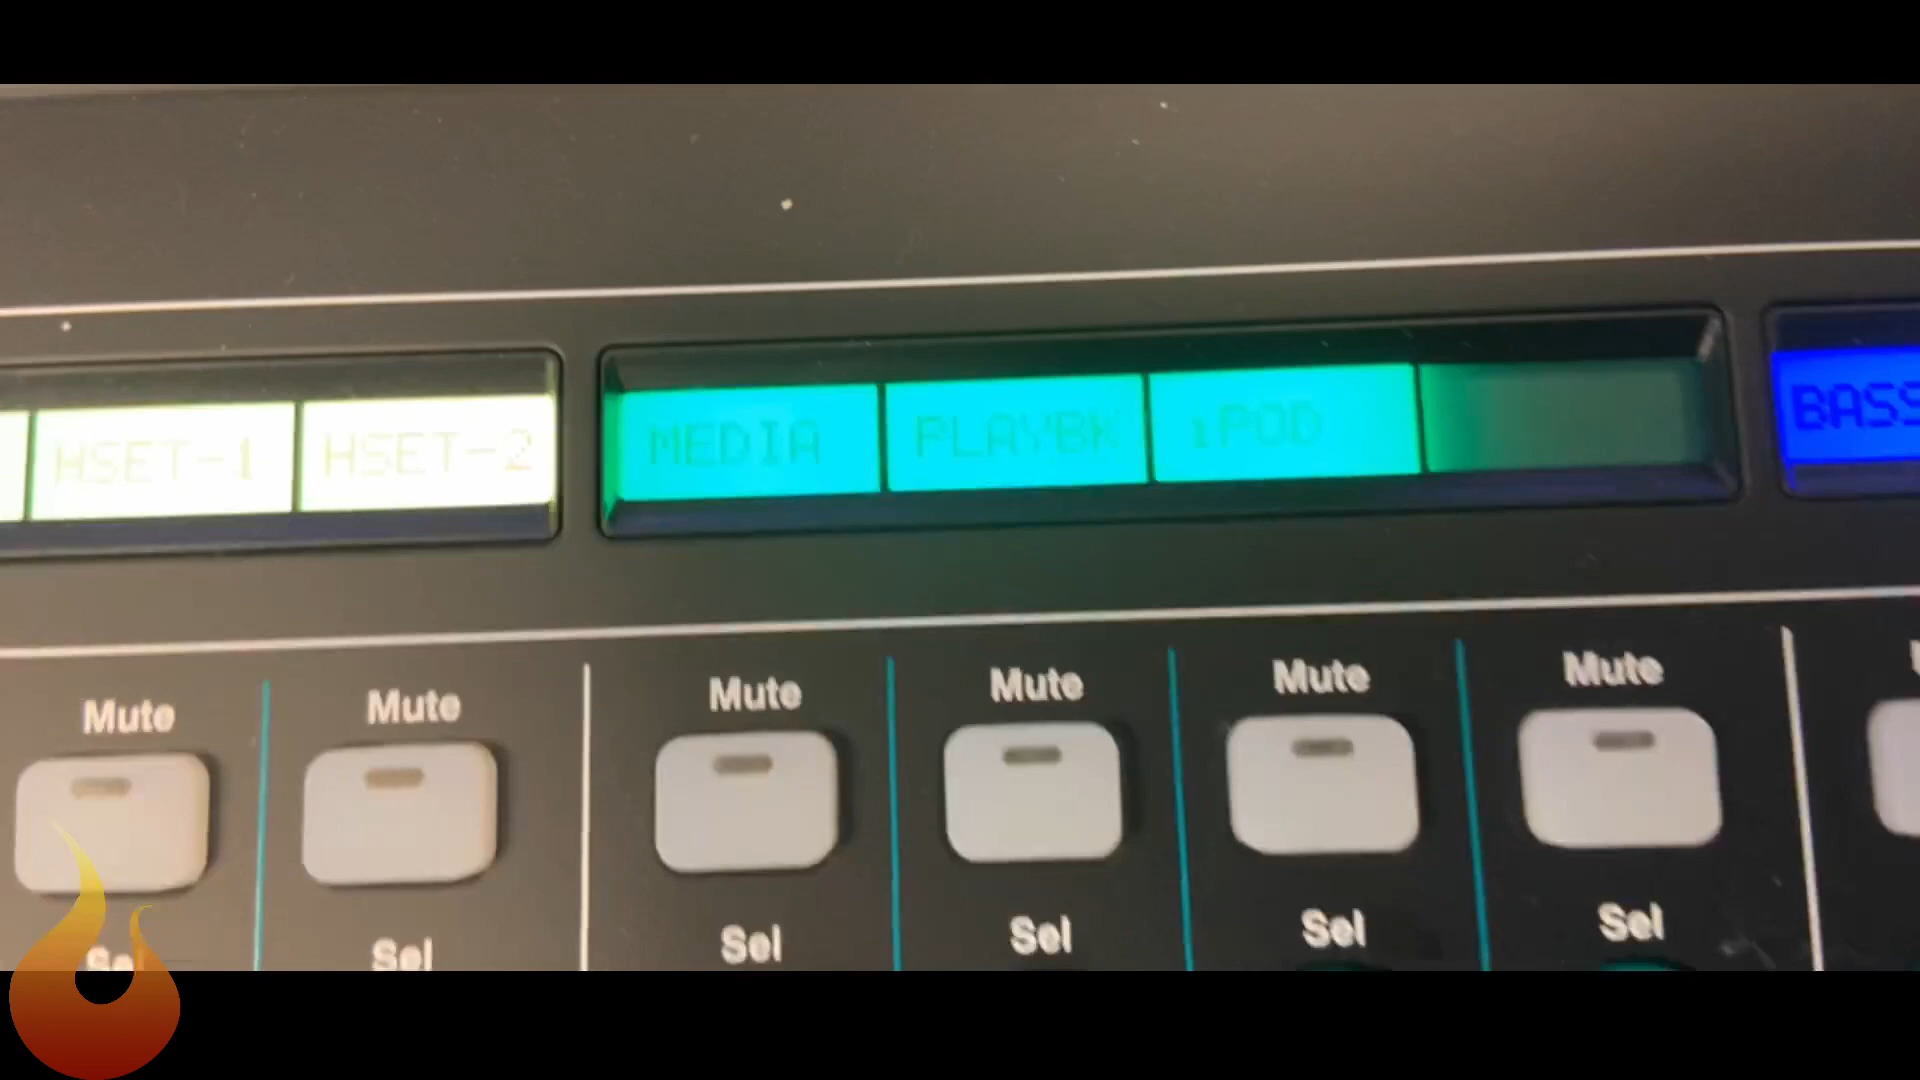 HSET-1 HSET-2 MEDIA PLAYBK iPOD BASS
Mute Mute Mute Mute Mute Mute
Sel Sel Sel Sel Sel Sel